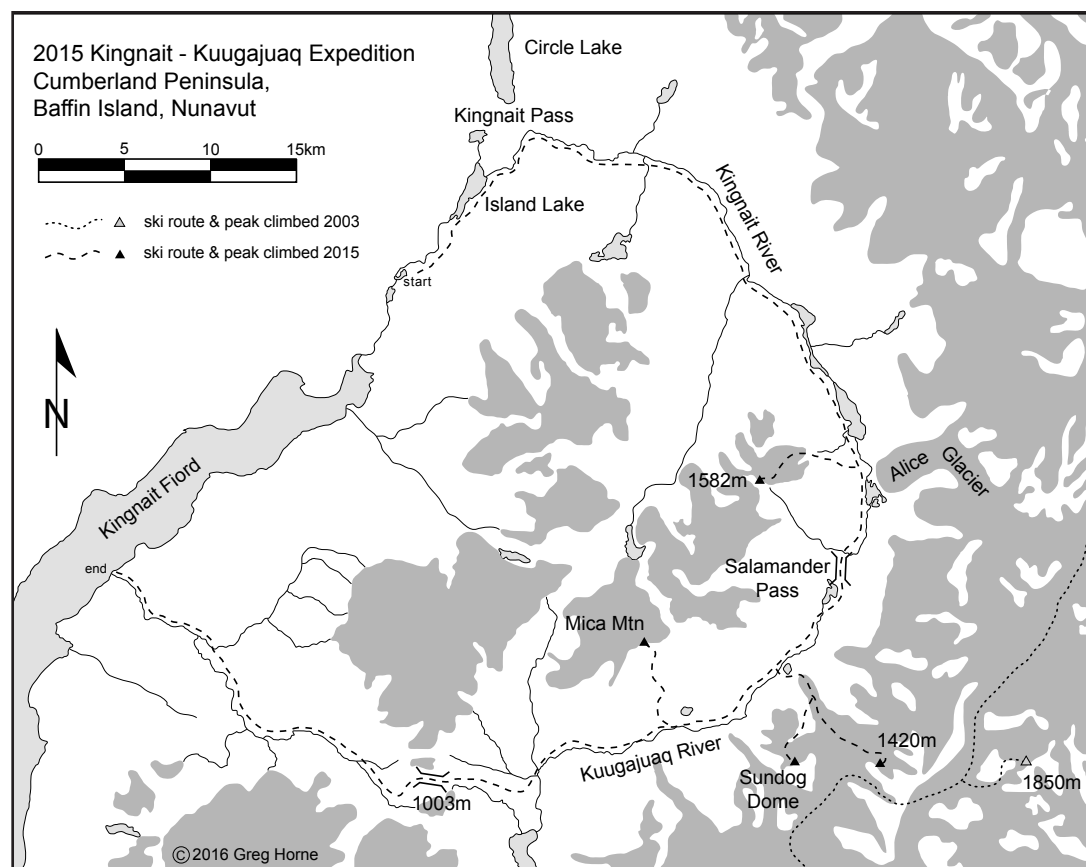 2015 Kingnait - Kuugajuaq Expedition
Cumberland Peninsula,
Baffin Island, Nunavut
0 5 10 15km
ski route & peak climbed 2003
ski route & peak climbed 2015
N
Circle Lake
Kingnait Pass
Island Lake
start
Kingnait River
Kingnait Fiord
end
1582m
Alice Glacier
Salamander
Pass
Mica Mtn
Kuugajuaq River
1003m
Sundog
Dome
1420m
1850m
© 2016 Greg Horne